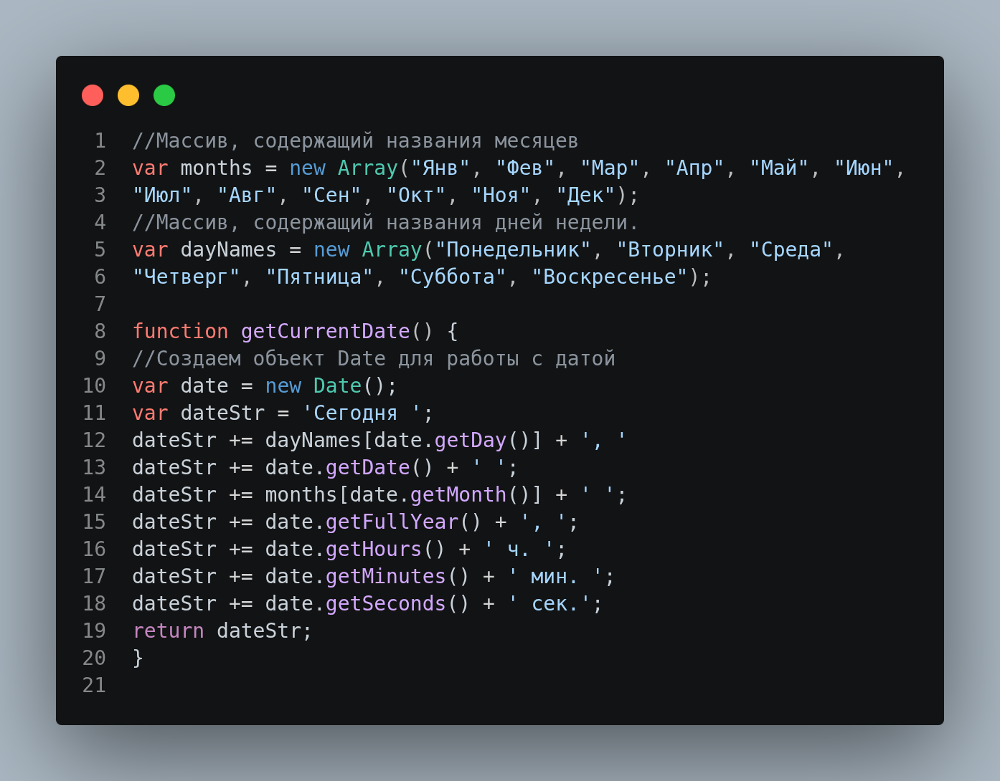 1 //Массив, содержащий названия месяцев
2 var months = new Array("Янв", "Фев", "Мар", "Апр", "Май", "Июн",
3 "Июл", "Авг", "Сен", "Окт", "Ноя", "Дек");
4 //Массив, содержащий названия дней недели.
5 var dayNames = new Array("Понедельник", "Вторник", "Среда",
6 "Четверг", "Пятница", "Суббота", "Воскресенье");
7
8 function getCurrentDate() {
9 //Создаем объект Date для работы с датой
10 var date = new Date();
11 var dateStr = 'Сегодня ';
12 dateStr += dayNames[date.getDay()] + ', '
13 dateStr += date.getDate() + ' ';
14 dateStr += months[date.getMonth()] + ' ';
15 dateStr += date.getFullYear() + ', ';
16 dateStr += date.getHours() + ' ч. ';
17 dateStr += date.getMinutes() + ' мин. ';
18 dateStr += date.getSeconds() + ' сек.';
19 return dateStr;
20 }
21